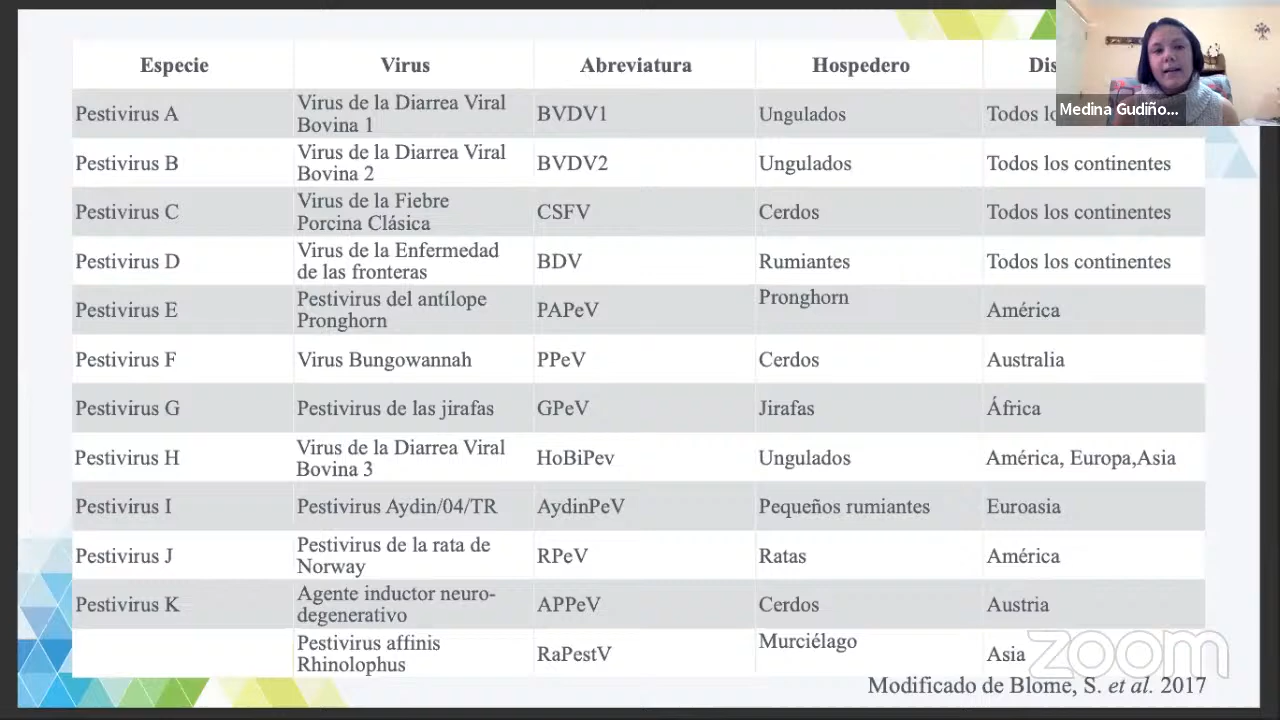 Especie Virus Abreviatura Hospedero
Medina Gudiño...
Pestivirus A Virus de la Diarrea Viral Bovina 1 BVDV1 Ungulados Todos
Pestivirus B Virus de la Diarrea Viral Bovina 2 BVDV2 Ungulados Todos los continentes
Pestivirus C Virus de la Fiebre Porcina Clásica CSFV Cerdos Todos los continentes
Pestivirus D Virus de la Enfermedad de las fronteras BDV Rumiantes Todos los continentes
Pestivirus E Pestivirus del antílope Pronghorn PAPeV Pronghorn América
Pestivirus F Virus Bungowannah PPeV Cerdos Australia
Pestivirus G Pestivirus de las jirafas GPeV Jirafas África
Pestivirus H Virus de la Diarrea Viral Bovina 3 HoBiPev Ungulados América, Europa,Asia
Pestivirus I Pestivirus Aydin/04/TR AydinPeV Pequeños rumiantes Euroasia
Pestivirus J Pestivirus de la rata de Norway RPeV Ratas América
Pestivirus K Agente inductor neuro-degenerativo APPeV Cerdos Austria
Pestivirus affinis Rhinolophus RaPestV Murciélago Asia
zoom
Modificado de Blome, S. et al. 2017